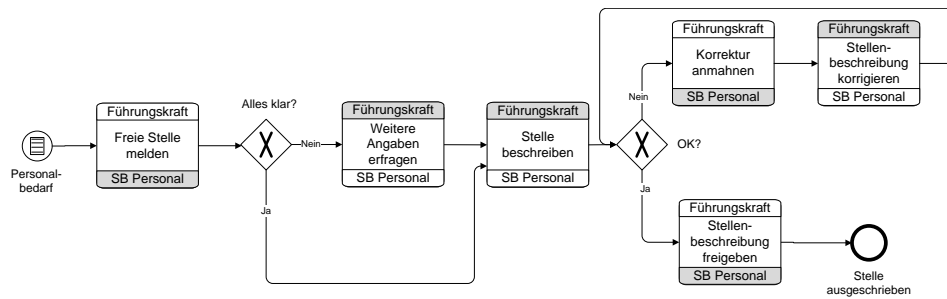 Personal-
bedarf
Führungskraft
Freie Stelle
melden
SB Personal
Alles klar?
Nein
Ja
Führungskraft
Weitere
Angaben
erfragen
SB Personal
Führungskraft
Stelle
beschreiben
SB Personal
OK?
Nein
Ja
Führungskraft
Korrektur
anmahnen
SB Personal
Führungskraft
Stellen-
beschreibung
korrigieren
SB Personal
Führungskraft
Stellen-
beschreibung
freigeben
SB Personal
Stelle
ausgeschrieben